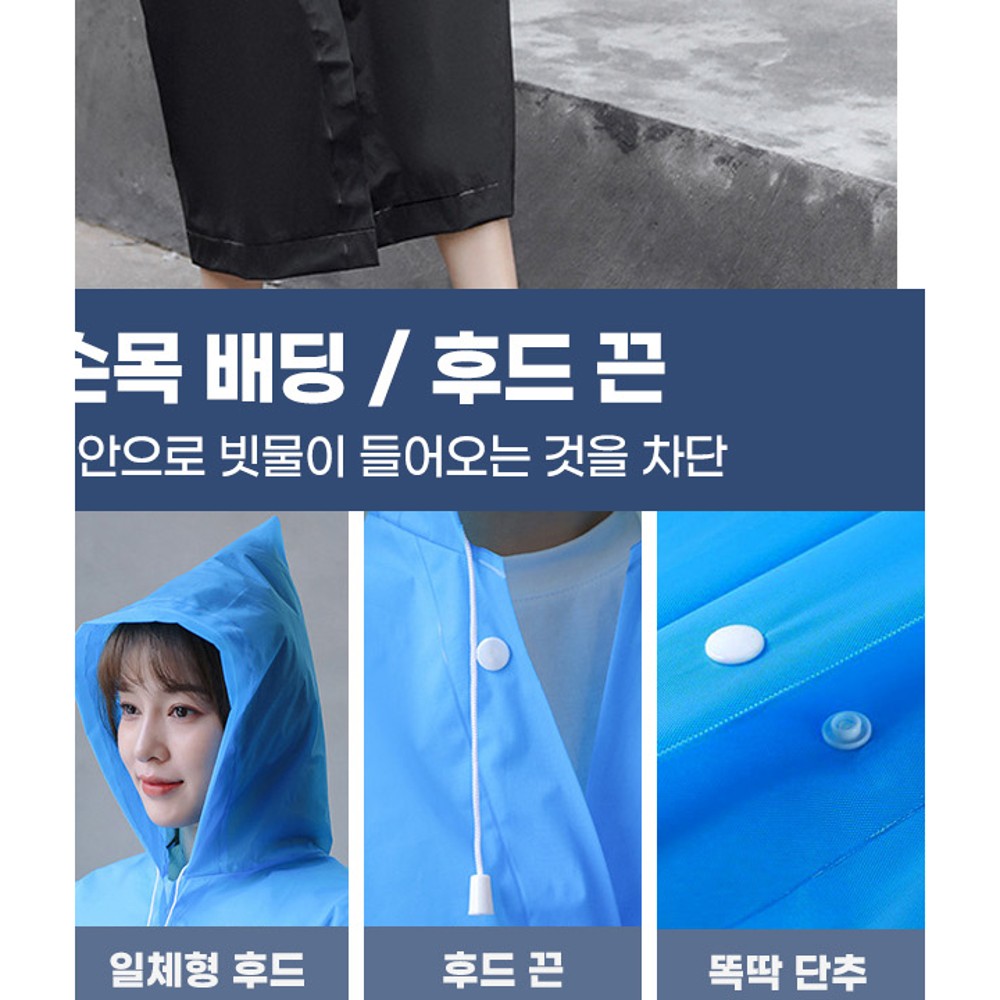 손목 배딩 / 후드 끈
안으로 빗물이 들어오는 것을 차단
일체형 후드
후드 끈
똑딱 단추